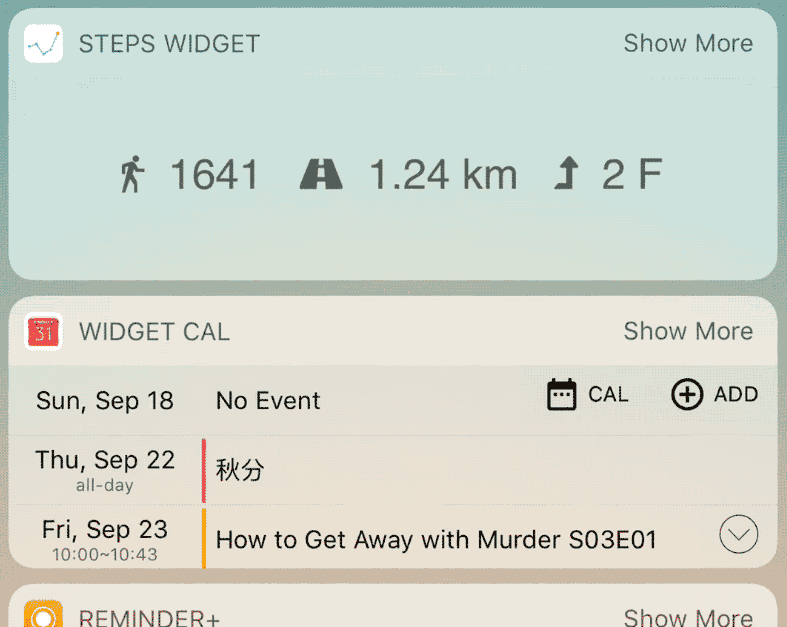 STEPS WIDGET Show More
1641 1.24 km 2 F
31 WIDGET CAL Show More
Sun, Sep 18 No Event CAL ADD
Thu, Sep 22
all-day
秋分
Fri, Sep 23
10:00~10:43
How to Get Away with Murder S03E01
REMINDER+ Show More